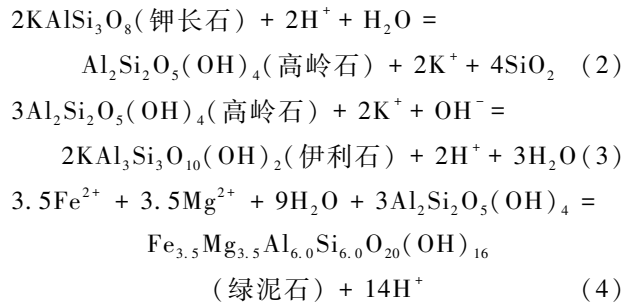 2KAlSi₃O₈(钾长石) + 2H⁺ + H₂O =
Al₂Si₂O₅(OH)₄(高岭石) + 2K⁺ + 4SiO₂ (2)
3Al₂Si₂O₅(OH)₄(高岭石) + 2K⁺ + OH⁻ =
2KAl₃Si₃O₁₀(OH)₂(伊利石) + 2H⁺ + 3H₂O(3)
3.5Fe²⁺ + 3.5Mg²⁺ + 9H₂O + 3Al₂Si₂O₅(OH)₄ =
Fe₃.₅Mg₃.₅Al₆.₀Si₆.₀O₂₀(OH)₁₆
(绿泥石) + 14H⁺ (4)